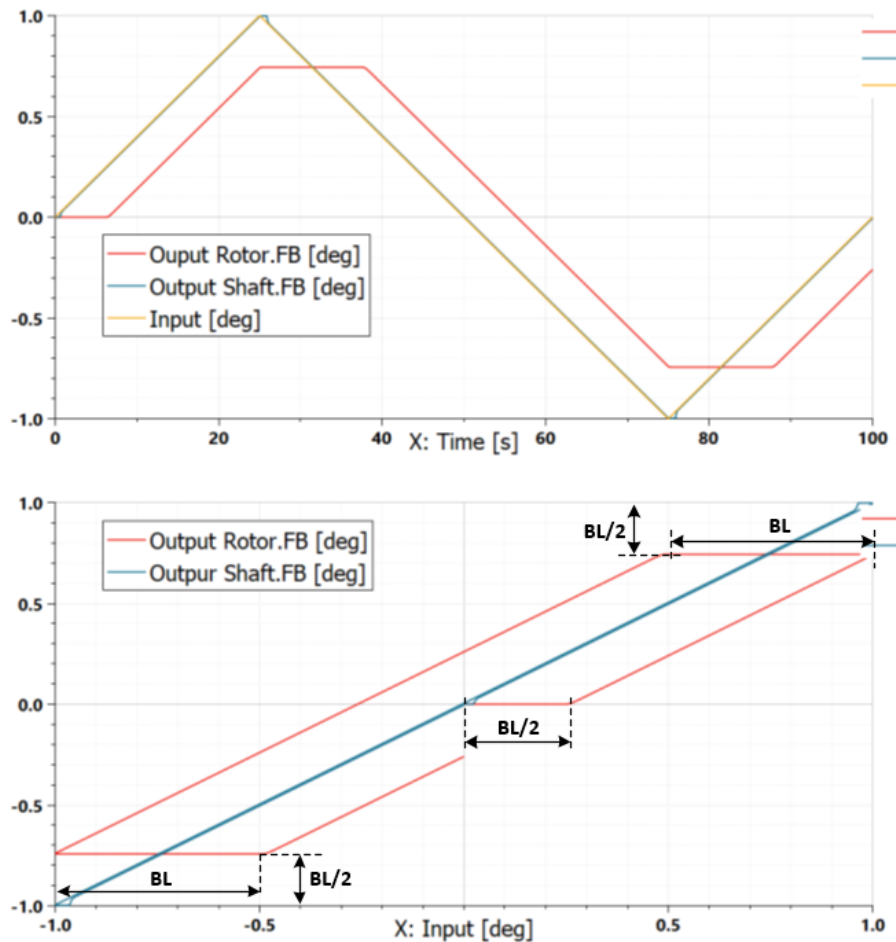 1.0
0.5
0.0
-0.5
-1.0
Ouput Rotor.FB [deg]
Output Shaft.FB [deg]
Input [deg]
0 20 40 60 80 100
X: Time [s]
1.0
0.5
0.0
-0.5
-1.0
Output Rotor.FB [deg]
Outpur Shaft.FB [deg]
BL/2
BL
BL/2
BL
BL/2
-1.0 -0.5 0.5 1.0
X: Input [deg]